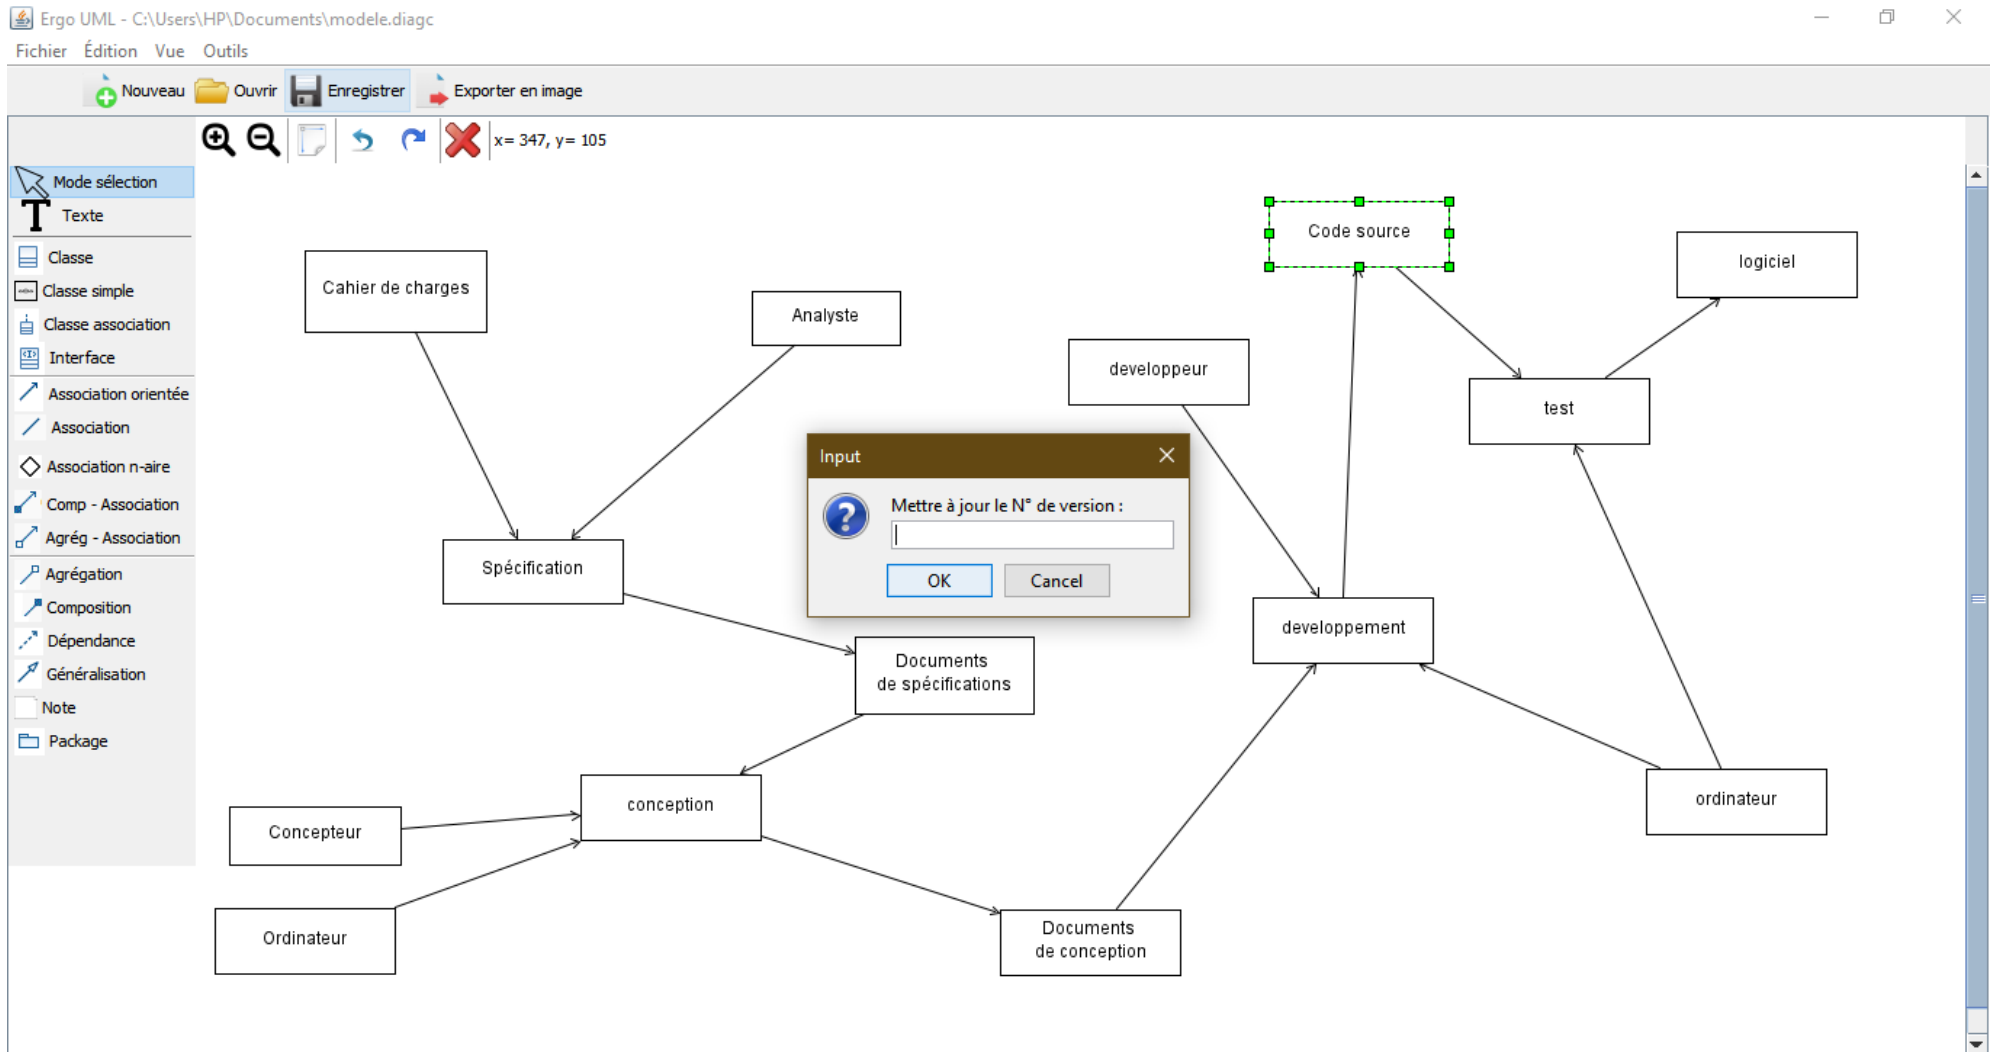 Ergo UML - C:\Users\HP\Documents\modele.diagc
Fichier Édition Vue Outils
Nouveau Ouvrir Enregistrer Exporter en image
x= 347, y= 105
Mode sélection
Texte
Classe
Classe simple
Classe association
Interface
Association orientée
Association
Association n-aire
Comp - Association
Agrég - Association
Agrégation
Composition
Dépendance
Généralisation
Note
Package
Code source
logiciel
Cahier de charges
Analyste
developpeur
test
Input
Mettre à jour le N° de version :
OK Cancel
Spécification
developpement
Documents
de spécifications
ordinateur
conception
Concepteur
Ordinateur
Documents
de conception